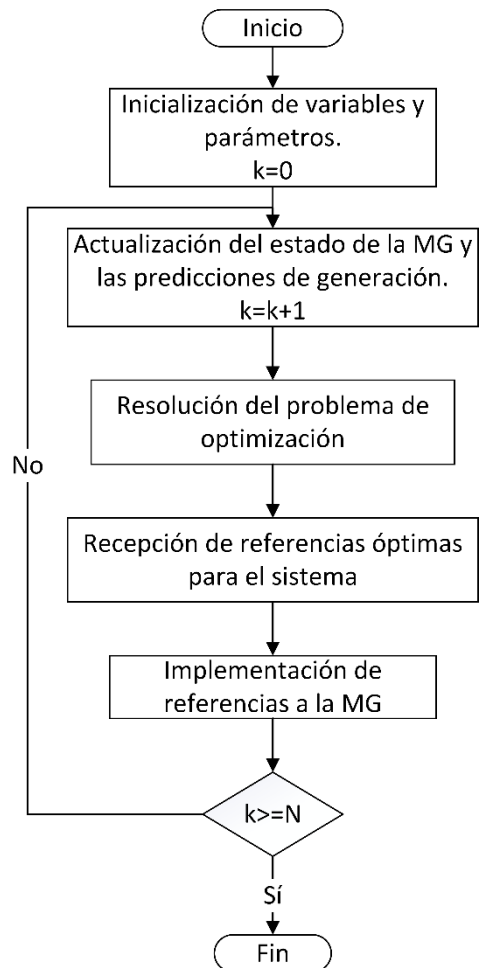 Inicio
Inicialización de variables y
parámetros.
k=0
Actualización del estado de la MG y
las predicciones de generación.
k=k+1
Resolución del problema de
optimización
No
Recepción de referencias óptimas
para el sistema
Implementación de
referencias a la MG
k>=N
Sí
Fin